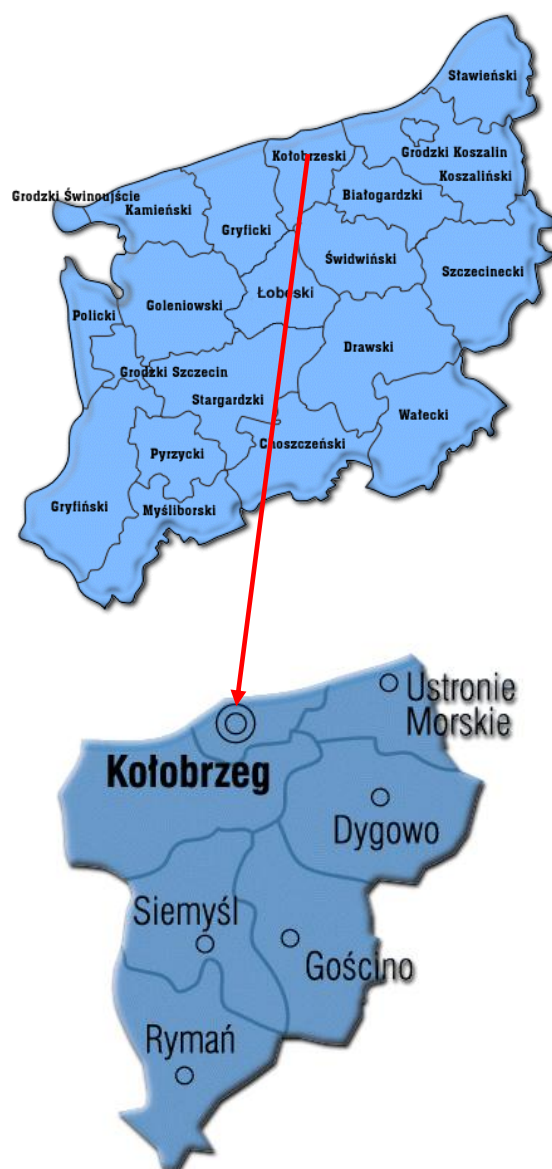 Sławieński
Kołobrzeski
Grodzki Koszalin
Koszaliński
Grodzki Świnoujście
Kamieński
Białogardzki
Gryficki
Świdwiński
Szczecinecki
Łobeski
Goleniowski
Policki
Drawski
Grodzki Szczecin
Stargardzki
Wałecki
Choszczeński
Pyrzycki
Gryfiński
Myśliborski
Ustronie
Morskie
Kołobrzeg
Dygowo
Siemyśl
Gościno
Rymań